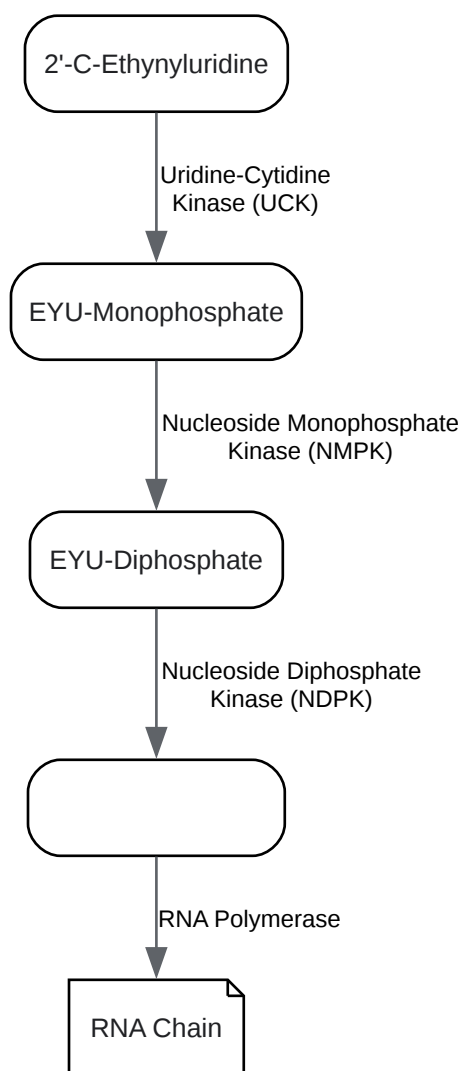 2'-C-Ethynyluridine
Uridine-Cytidine
Kinase (UCK)
EYU-Monophosphate
Nucleoside Monophosphate
Kinase (NMPK)
EYU-Diphosphate
Nucleoside Diphosphate
Kinase (NDPK)
RNA Polymerase
RNA Chain